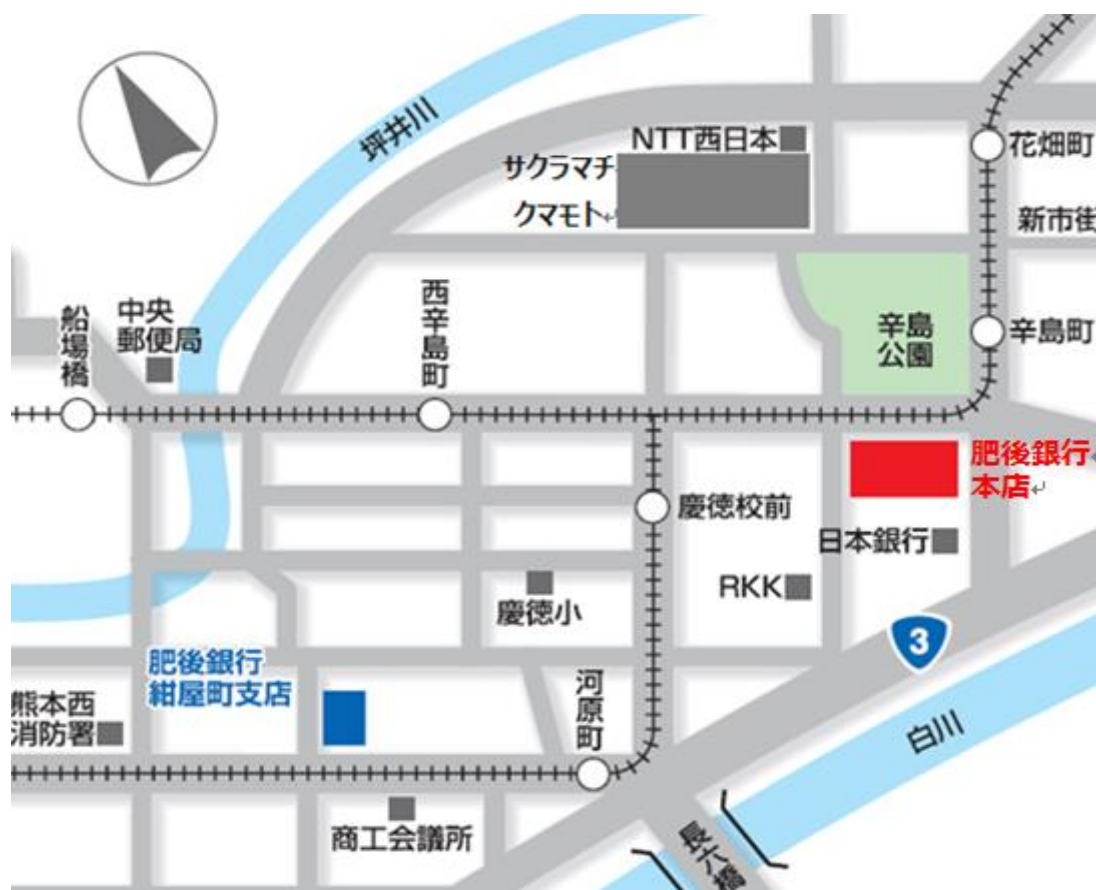 坪井川
NTT西日本
サクラマチ
クマモト
花畑町
新市街
船場橋
中央
郵便局
西辛島町
辛島
公園
辛島町
肥後銀行
本店
慶徳校前
日本銀行
RKK
慶徳小
3
肥後銀行
紺屋町支店
熊本西
消防署
河原町
白川
商工会議所
長六橋